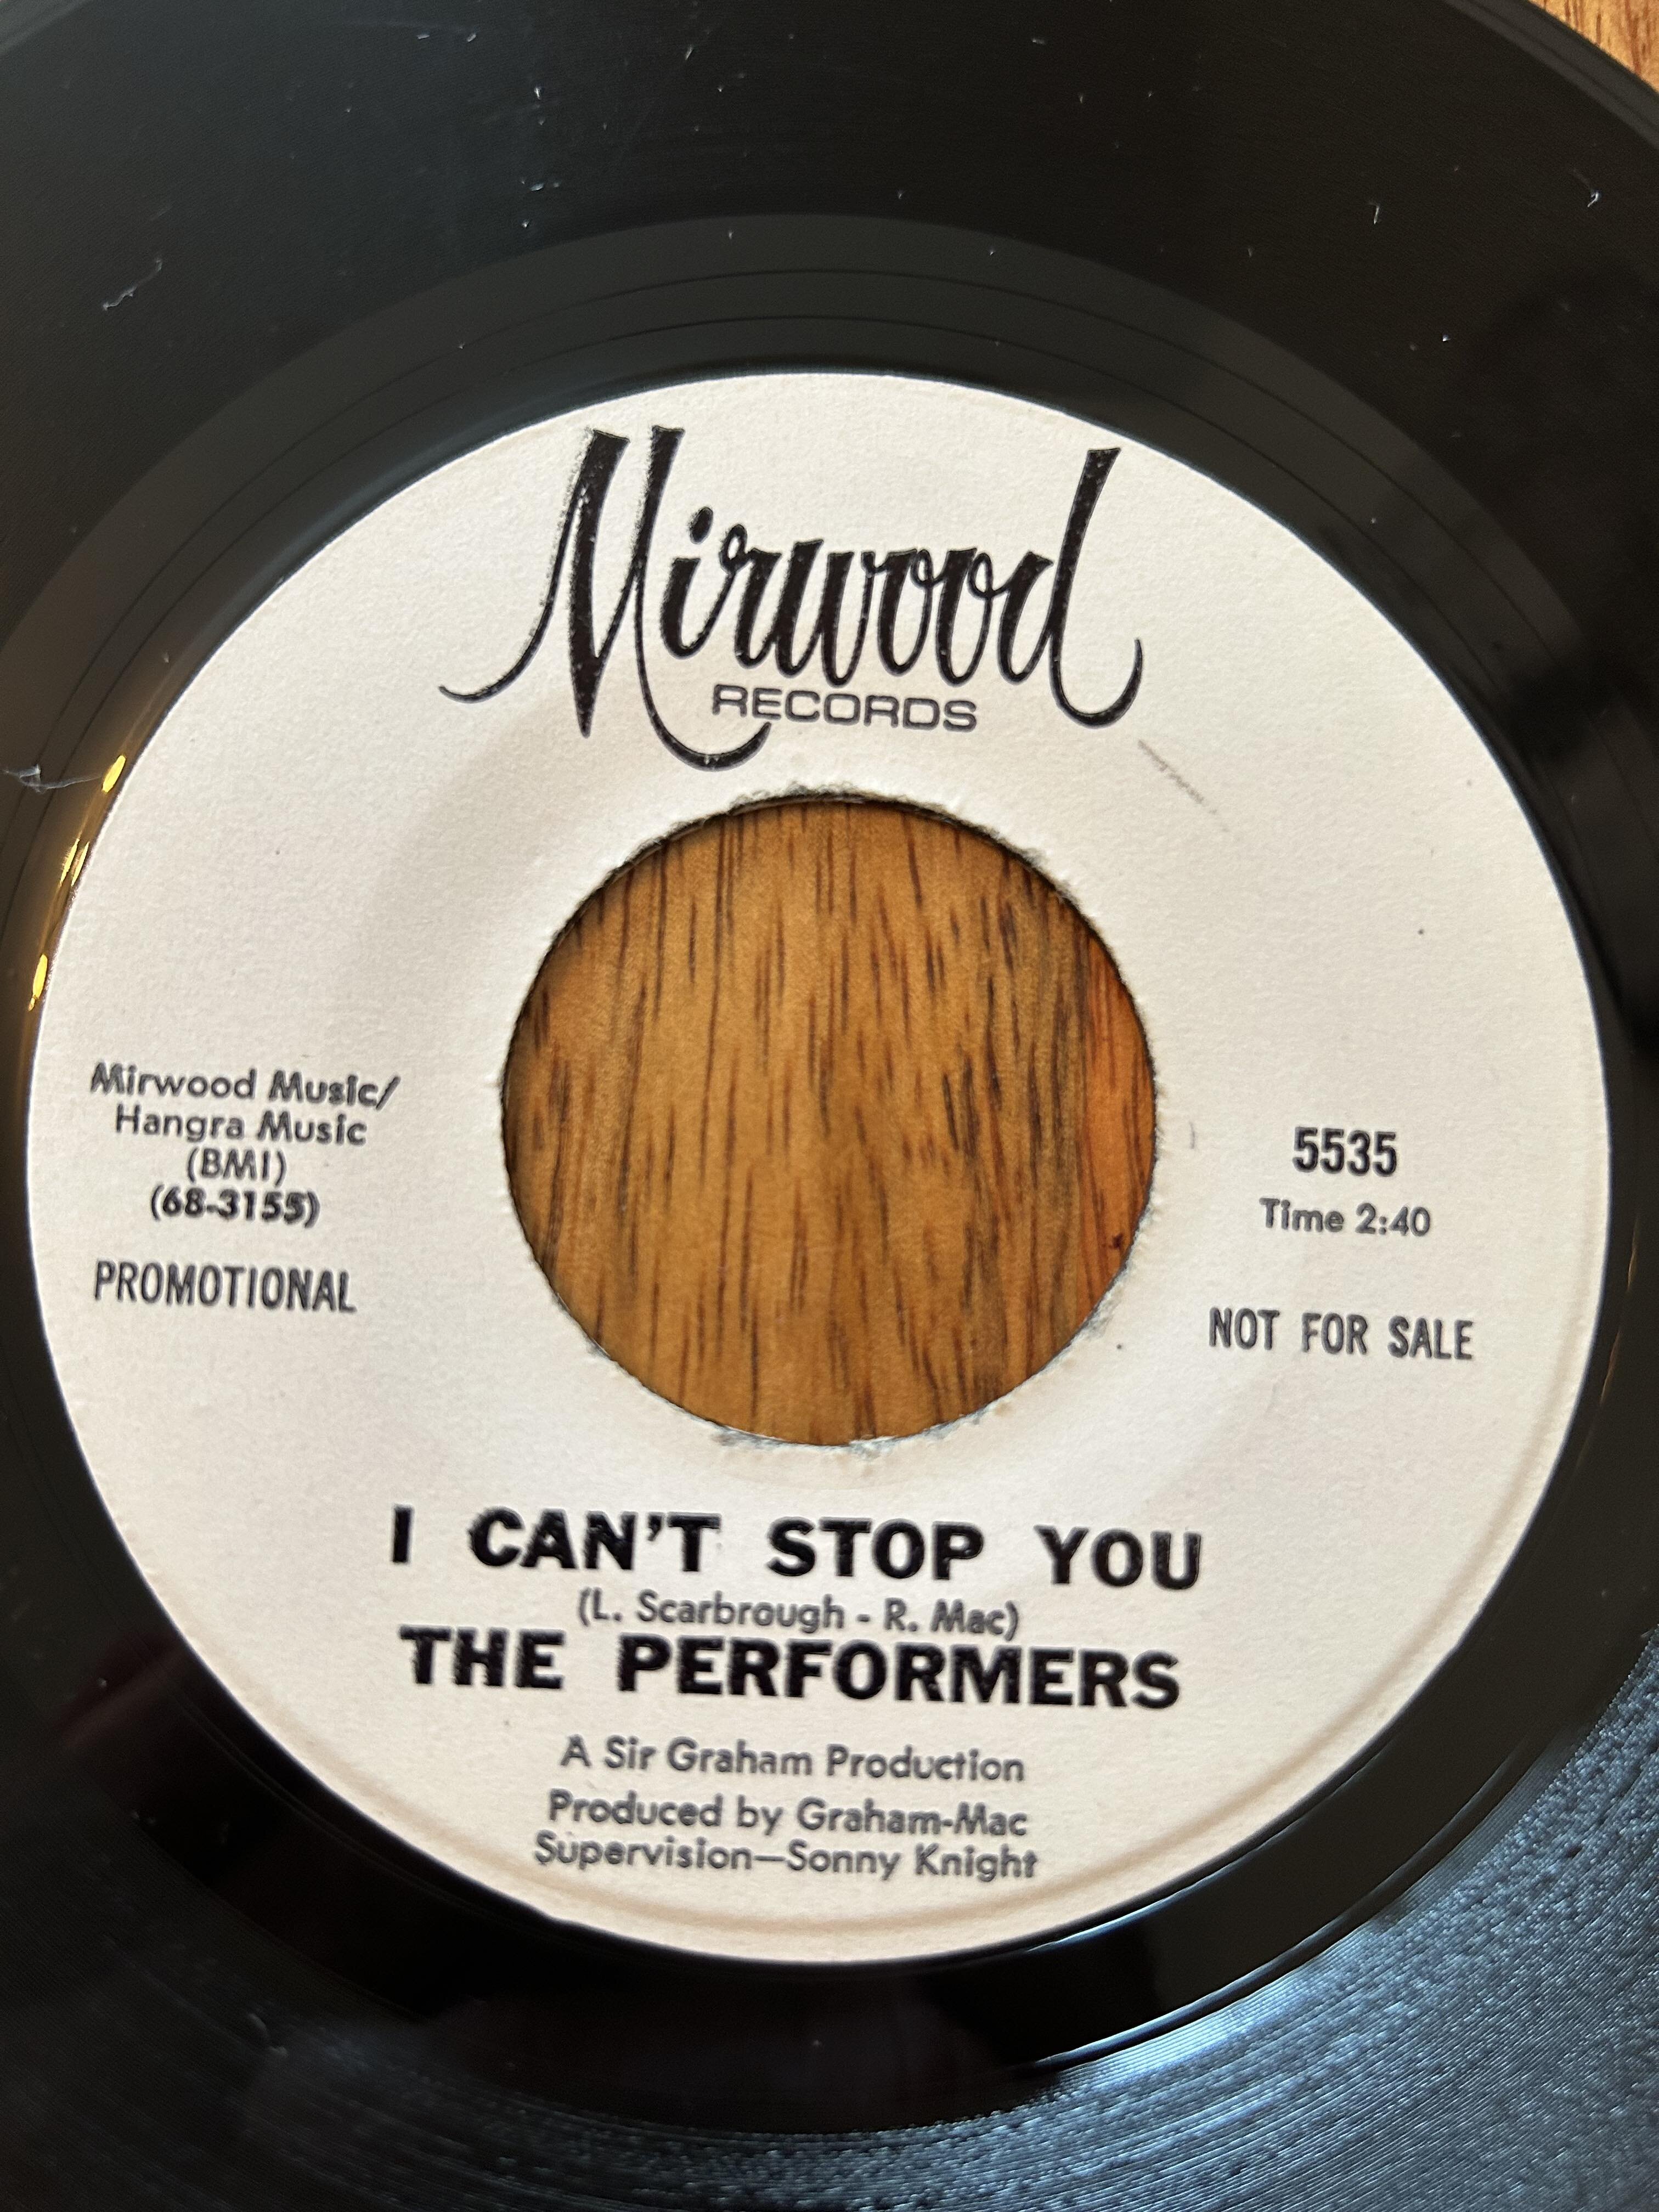 Mirwood
RECORDS
Mirwood Music/
Hangra Music
(BMI)
(68-3155)
PROMOTIONAL
5535
Time 2:40
NOT FOR SALE
I CAN'T STOP YOU
(L. Scarbrough - R. Mac)
THE PERFORMERS
A Sir Graham Production
Produced by Graham-Mac
Supervision—Sonny Knight